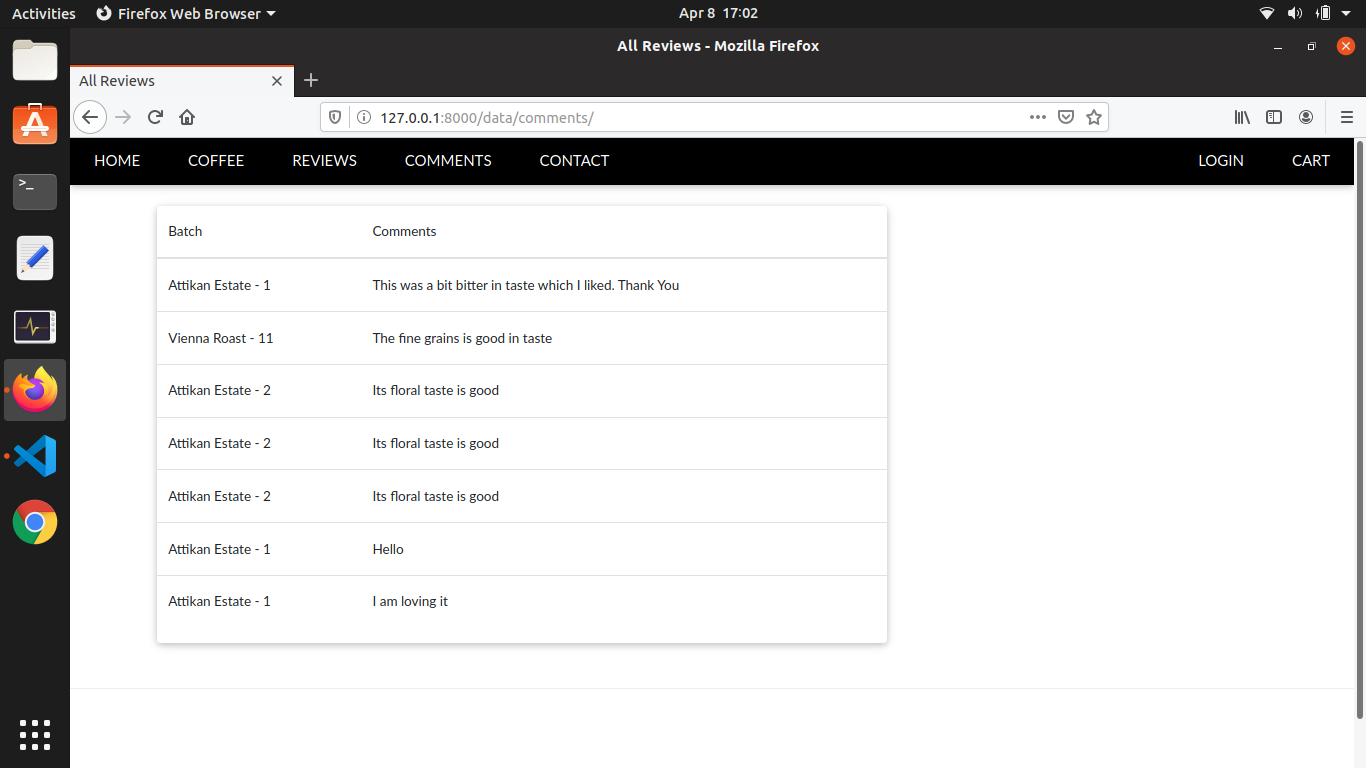 Activities Firefox Web Browser Apr 8 17:02
All Reviews - Mozilla Firefox
All Reviews
127.0.0.1:8000/data/comments/
HOME COFFEE REVIEWS COMMENTS CONTACT LOGIN CART
Batch Comments
Attikan Estate - 1 This was a bit bitter in taste which I liked. Thank You
Vienna Roast - 11 The fine grains is good in taste
Attikan Estate - 2 Its floral taste is good
Attikan Estate - 2 Its floral taste is good
Attikan Estate - 2 Its floral taste is good
Attikan Estate - 1 Hello
Attikan Estate - 1 I am loving it